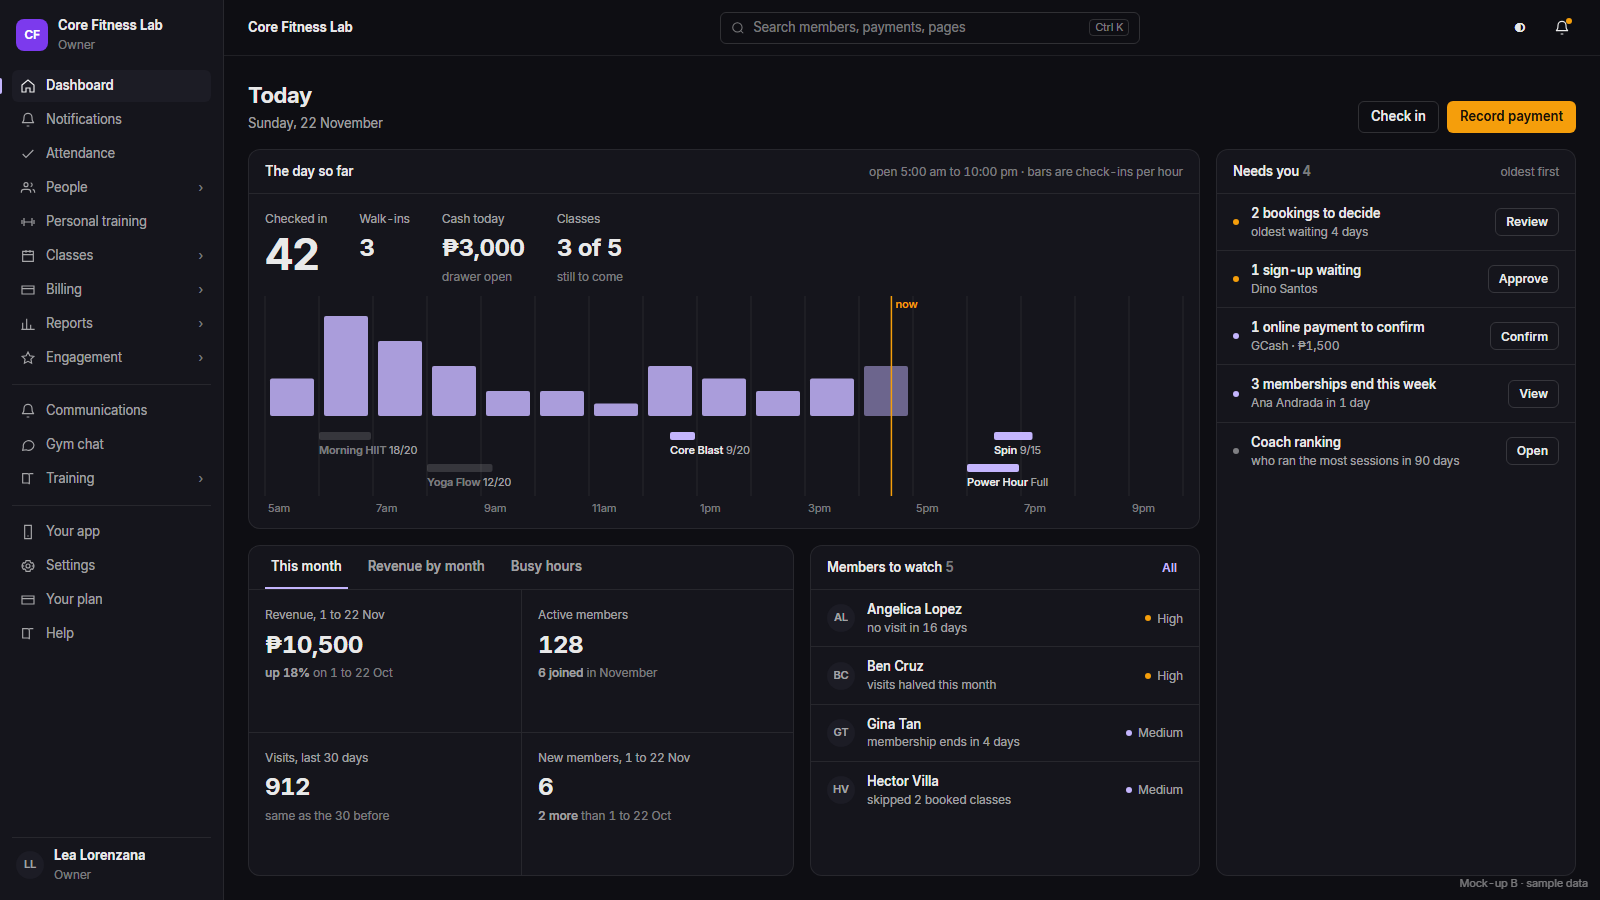 CF
Core Fitness Lab
Owner
Dashboard
Notifications
Attendance
People
Personal training
Classes
Billing
Reports
Engagement
Communications
Gym chat
Training
Your app
Settings
Your plan
Help
LL
Lea Lorenzana
Owner
Core Fitness Lab
Search members, payments, pages
Ctrl K
Today
Sunday, 22 November
Check in
Record payment
The day so far
open 5:00 am to 10:00 pm · bars are check-ins per hour
Checked in
42
Walk-ins
3
Cash today
₱3,000
drawer open
Classes
3 of 5
still to come
now
Morning HIIT 18/20
Core Blast 9/20
Spin 9/15
Yoga Flow 12/20
Power Hour Full
5am 7am 9am 11am 1pm 3pm 5pm 7pm 9pm
This month
Revenue by month
Busy hours
Revenue, 1 to 22 Nov
₱10,500
up 18% on 1 to 22 Oct
Active members
128
6 joined in November
Visits, last 30 days
912
same as the 30 before
New members, 1 to 22 Nov
6
2 more than 1 to 22 Oct
Members to watch 5
All
AL
Angelica Lopez
no visit in 16 days
High
BC
Ben Cruz
visits halved this month
High
GT
Gina Tan
membership ends in 4 days
Medium
HV
Hector Villa
skipped 2 booked classes
Medium
Needs you 4
oldest first
2 bookings to decide
oldest waiting 4 days
Review
1 sign-up waiting
Dino Santos
Approve
1 online payment to confirm
GCash · ₱1,500
Confirm
3 memberships end this week
Ana Andrada in 1 day
View
Coach ranking
who ran the most sessions in 90 days
Open
Mock-up B · sample data